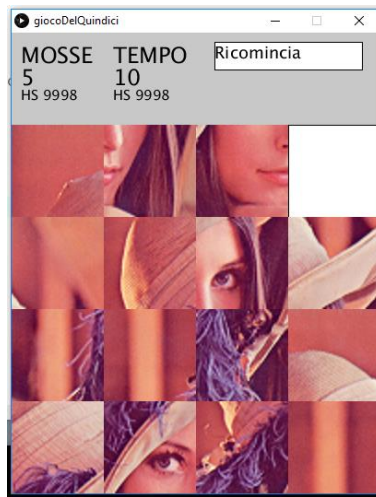 giocoDelQuindici
MOSSE
5
HS 9998
TEMPO
10
HS 9998
Ricomincia